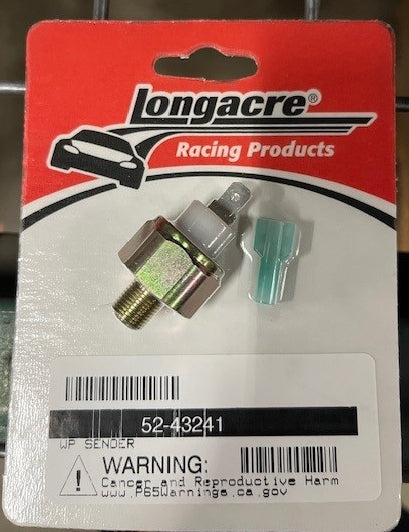 Longacre®
Racing Products
52-43241
WP SENDER
WARNING:
Cancer and Reproductive Harm
www.P65Warnings.ca.gov